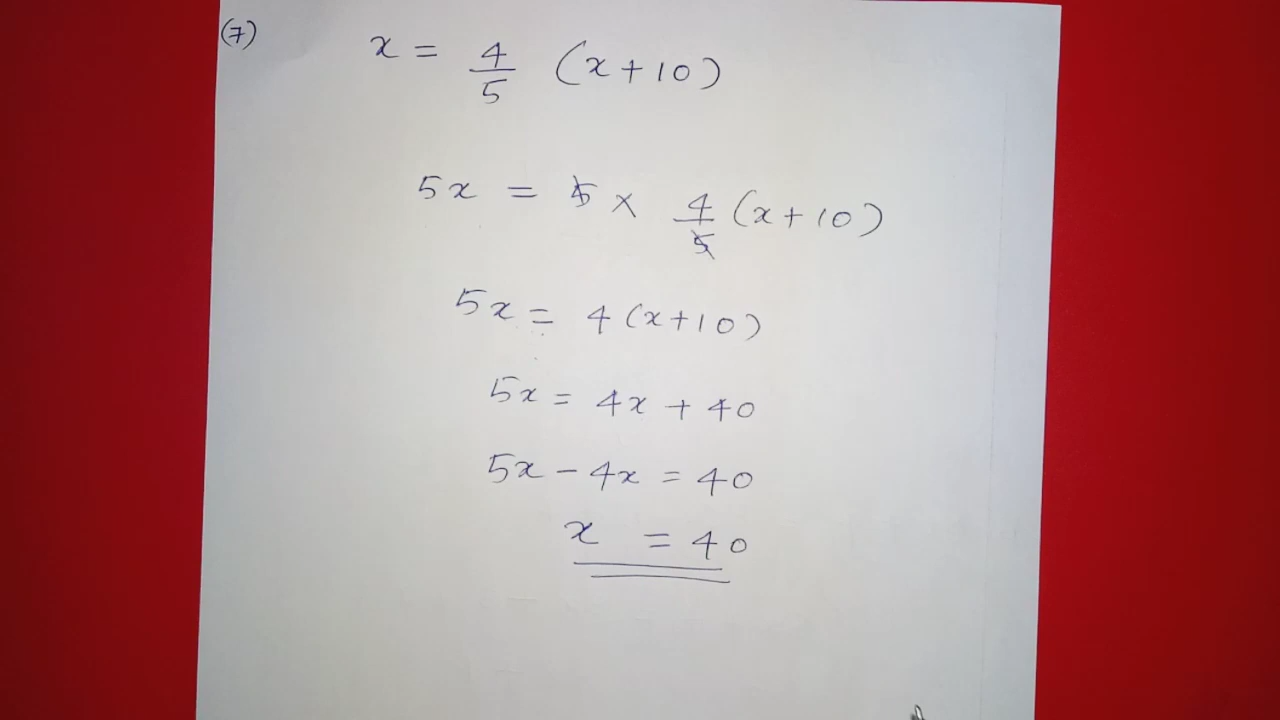 (7) x = 4/5 (x+10)
5x = 5 × 4/5 (x+10)
5x = 4(x+10)
5x = 4x + 40
5x - 4x = 40
x = 40